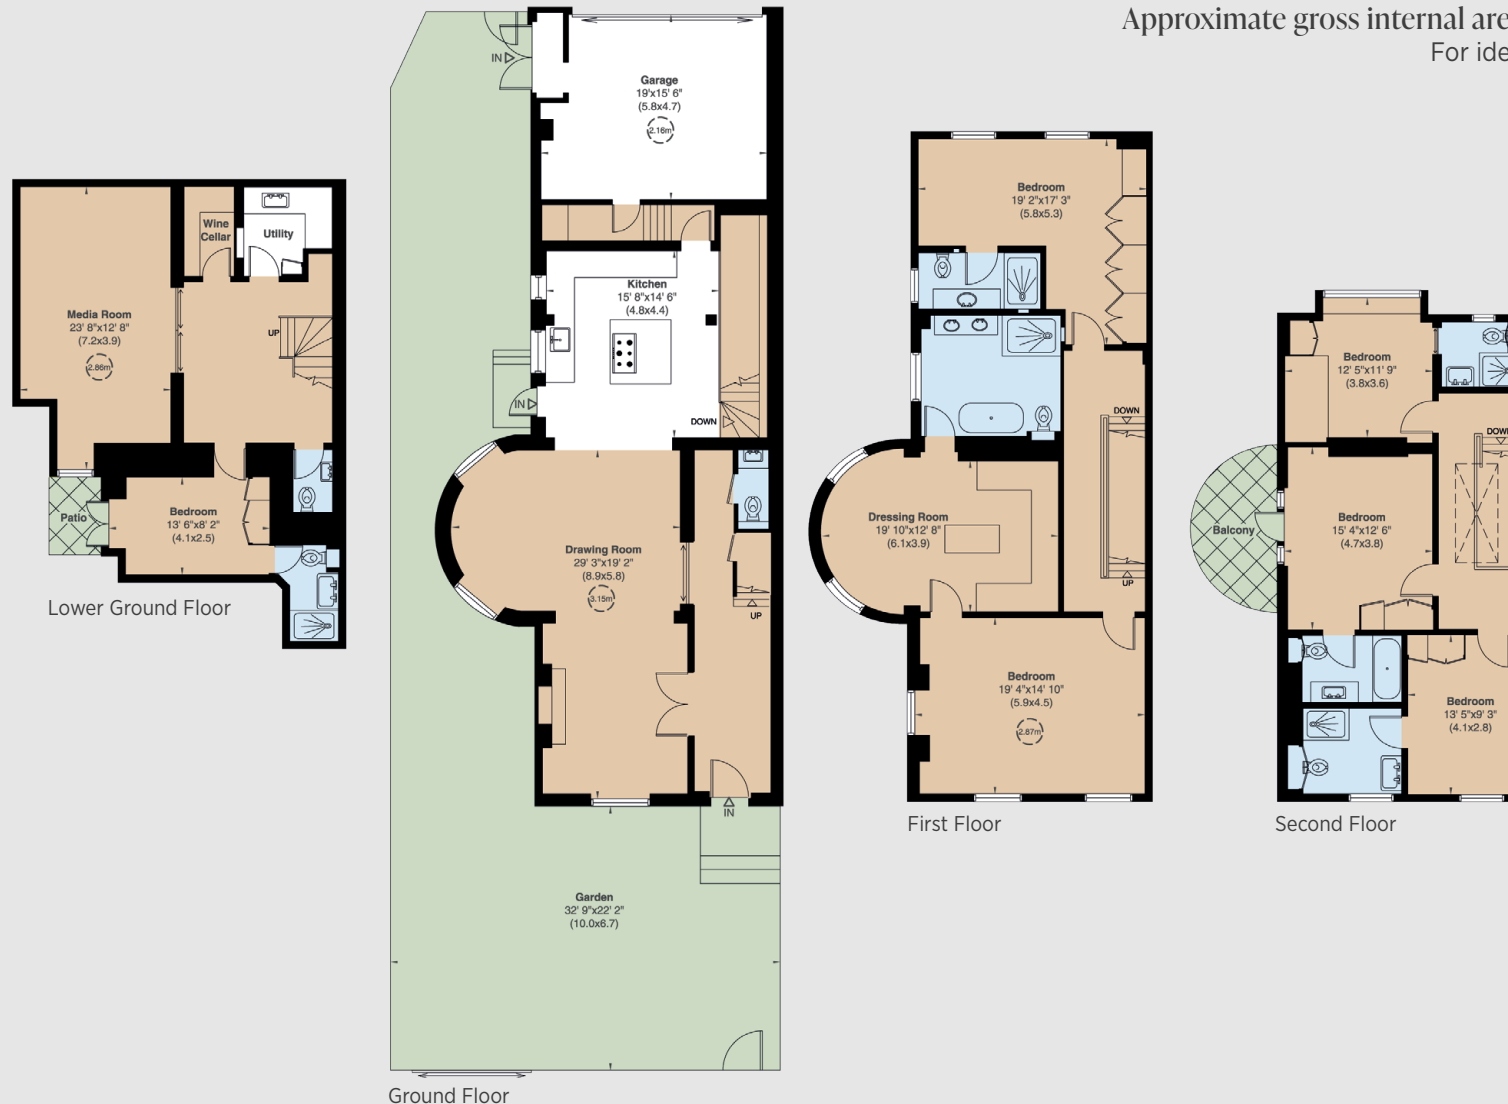 Approximate gross internal are
For ide
Media Room
23' 8"x12' 8"
(7.2x3.9)
2.86m
Wine
Cellar
Utility
UP
Patio
Bedroom
13' 6"x8' 2"
(4.1x2.5)
Lower Ground Floor
IN
Garage
19'x15' 6"
(5.8x4.7)
2.16m
Kitchen
15' 8"x14' 6"
(4.8x4.4)
IN
DOWN
Drawing Room
29' 3"x19' 2"
(8.9x5.8)
3.15m
UP
IN
Garden
32' 9"x22' 2"
(10.0x6.7)
Ground Floor
Bedroom
19' 2"x17' 3"
(5.8x5.3)
DOWN
Dressing Room
19' 10"x12' 8"
(6.1x3.9)
UP
Bedroom
19' 4"x14' 10"
(5.9x4.5)
2.87m
First Floor
Bedroom
12' 5"x11' 9"
(3.8x3.6)
DOWN
Balcony
Bedroom
15' 4"x12' 6"
(4.7x3.8)
Bedroom
13' 5"x9' 3"
(4.1x2.8)
Second Floor